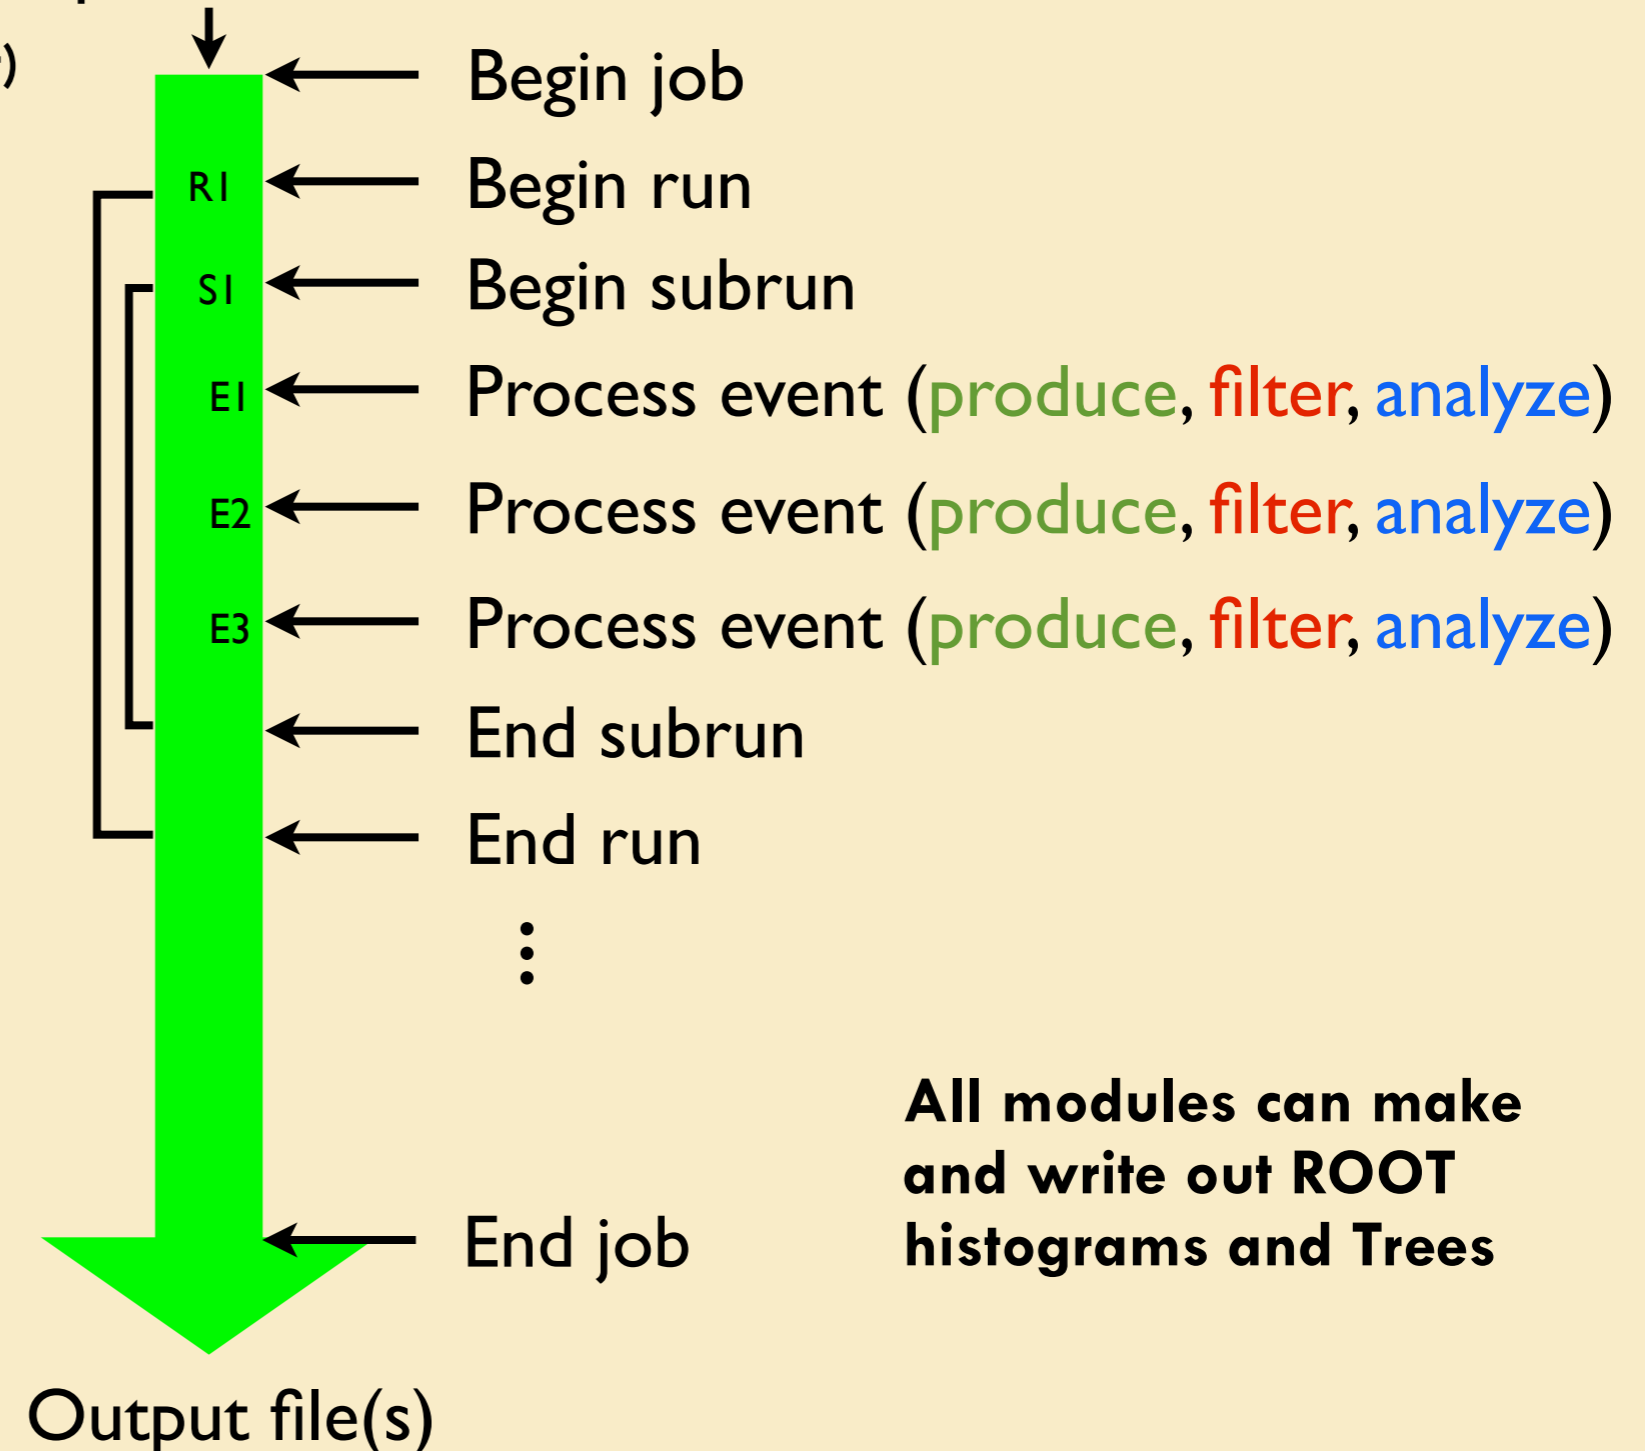 Begin job
R1
Begin run
S1
Begin subrun
E1
Process event (produce, filter, analyze)
E2
Process event (produce, filter, analyze)
E3
Process event (produce, filter, analyze)
End subrun
End run
All modules can make
and write out ROOT
histograms and Trees
End job
Output file(s)